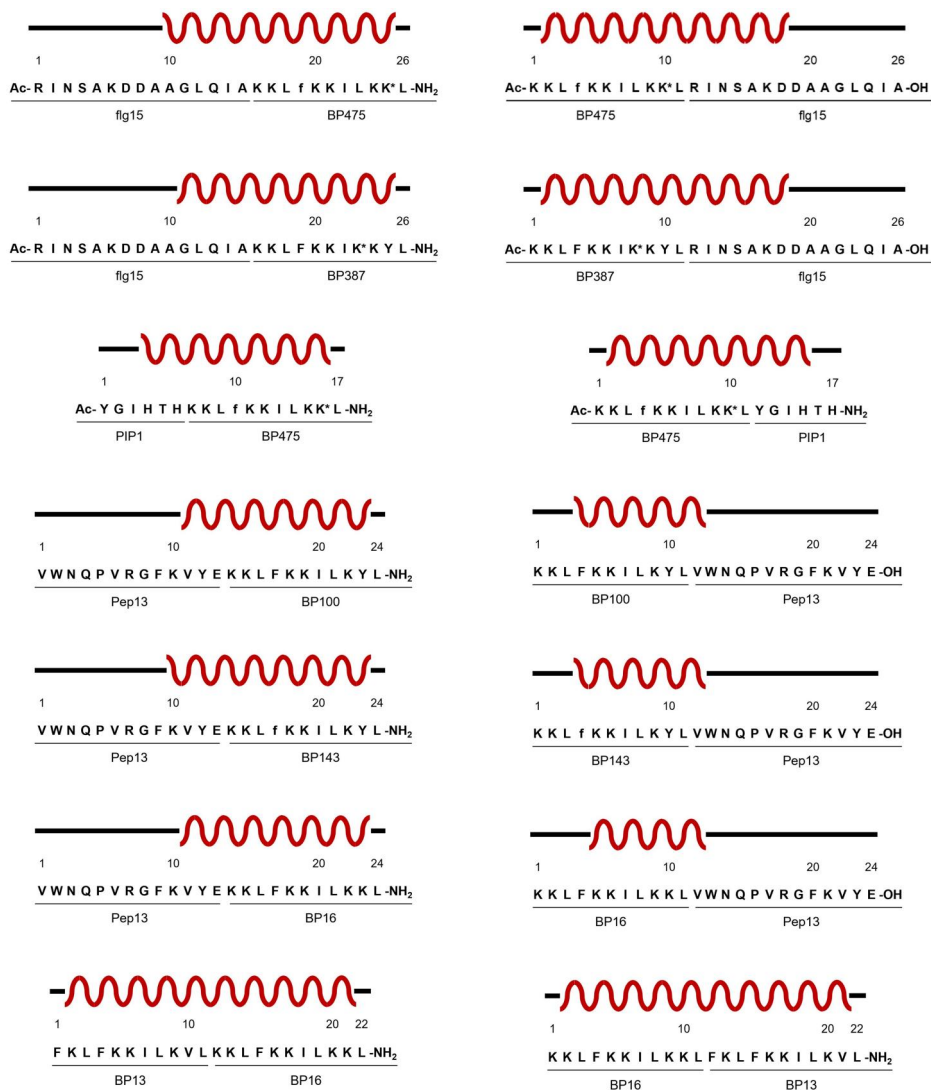 1 10 20 26
Ac- R I N S A K D D A A G L Q I A K K L f K K I L K K* L -NH₂
flg15 BP475
1 10 20 26
Ac- K K L f K K I L K K* L R I N S A K D D A A G L Q I A -OH
BP475 flg15
1 10 20 26
Ac- R I N S A K D D A A G L Q I A K K L F K K I K* K Y L -NH₂
flg15 BP387
1 10 20 26
Ac- K K L F K K I K* K Y L R I N S A K D D A A G L Q I A -OH
BP387 flg15
1 10 17
Ac- Y G I H T H K K L f K K I L K K* L -NH₂
PIP1 BP475
1 10 17
Ac- K K L f K K I L K K* L Y G I H T H -NH₂
BP475 PIP1
1 10 20 24
V W N Q P V R G F K V Y E K K L F K K I L K Y L -NH₂
Pep13 BP100
1 10 20 24
K K L F K K I L K Y L V W N Q P V R G F K V Y E -OH
BP100 Pep13
1 10 20 24
V W N Q P V R G F K V Y E K K L f K K I L K Y L -NH₂
Pep13 BP143
1 10 20 24
K K L f K K I L K Y L V W N Q P V R G F K V Y E -OH
BP143 Pep13
1 10 20 24
V W N Q P V R G F K V Y E K K L F K K I L K K L -NH₂
Pep13 BP16
1 10 20 24
K K L F K K I L K K L V W N Q P V R G F K V Y E -OH
BP16 Pep13
1 10 20 22
F K L F K K I L K V L K K L F K K I L K K L -NH₂
BP13 BP16
1 10 20 22
K K L F K K I L K K L F K L F K K I L K V L -NH₂
BP16 BP13